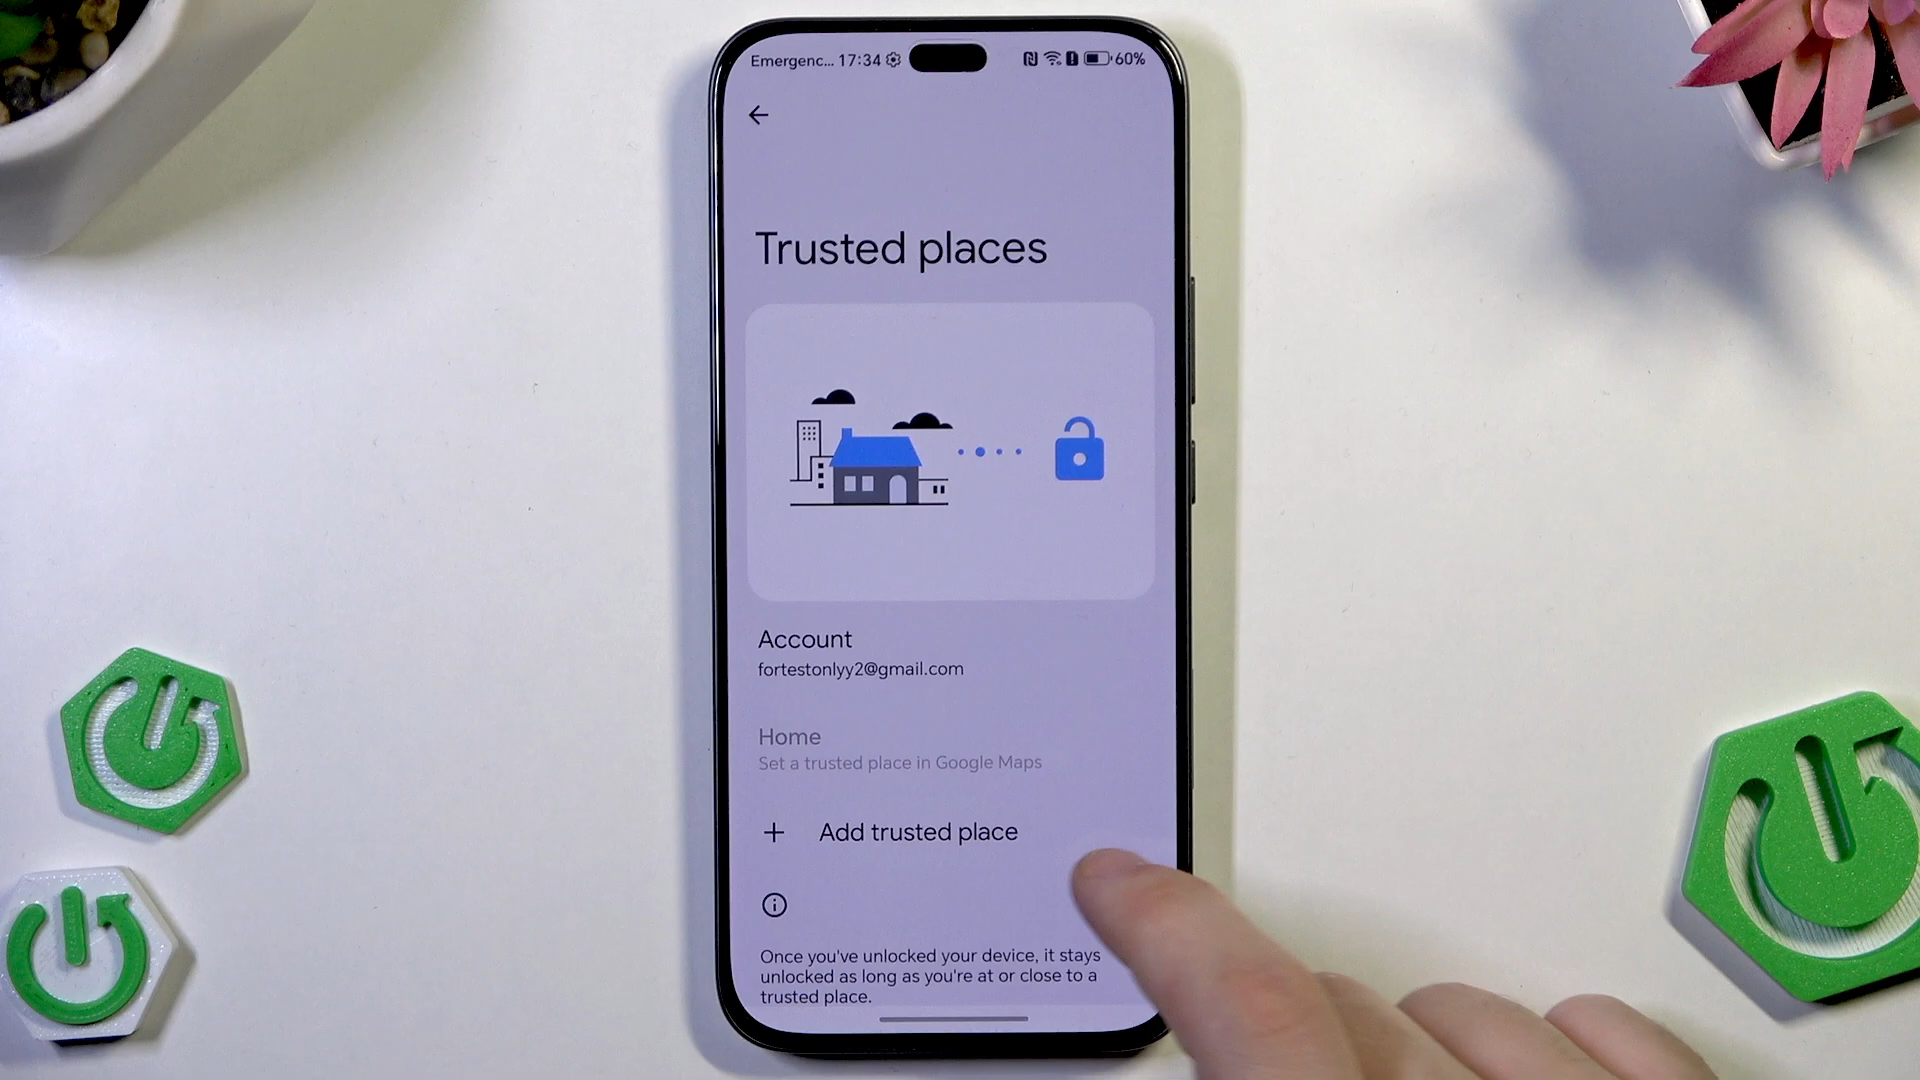 Emergenc... 17:34 60%
Trusted places
Account
fortestonlyy2@gmail.com
Home
Set a trusted place in Google Maps
+ Add trusted place
Once you've unlocked your device, it stays
unlocked as long as you're at or close to a
trusted place.